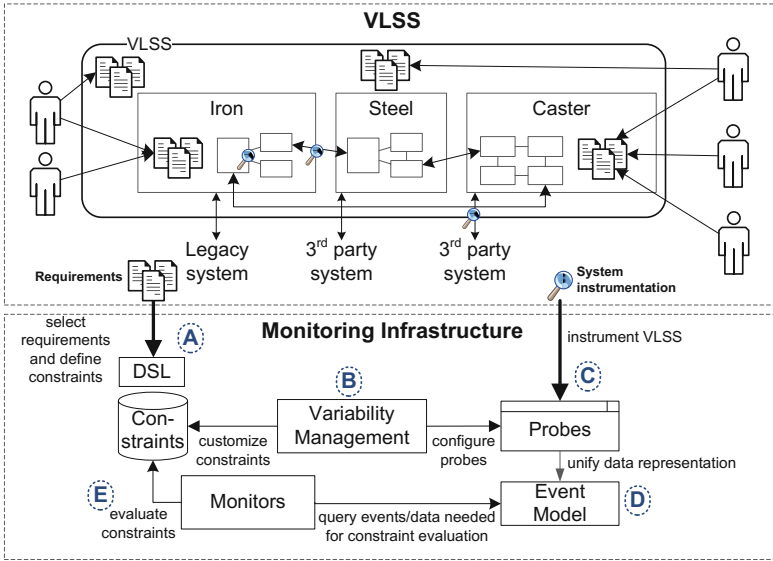 VLSS
VLSS
Iron
Steel
Caster
Legacy
system
3rd party
system
3rd party
system
Requirements
System
instrumentation
Monitoring Infrastructure
select
requirements
and define
constraints
A
DSL
instrument VLSS
B
C
Con-
straints
customize
constraints
Variability
Management
configure
probes
Probes
unify data representation
E
evaluate
constraints
Monitors
query events/data needed
for constraint evaluation
Event
Model
D